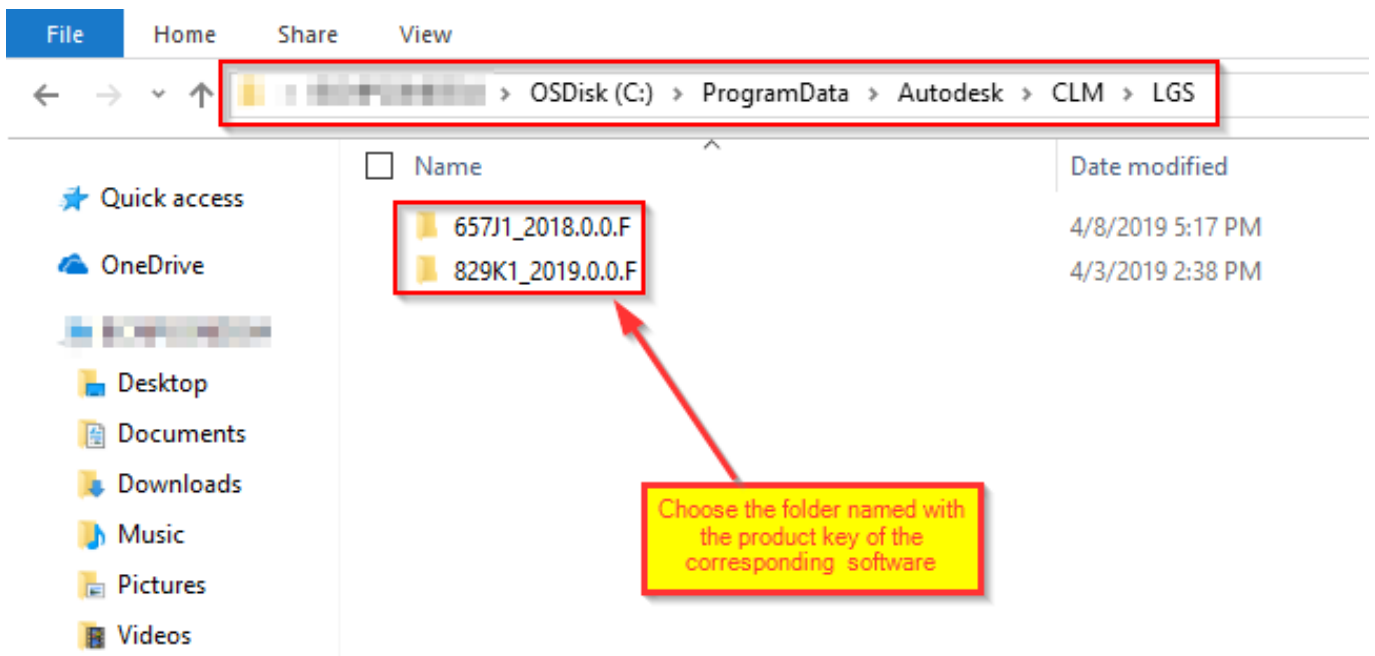 File Home Share View
> OSDisk (C:) > ProgramData > Autodesk > CLM > LGS
Name Date modified
Quick access
657J1_2018.0.0.F 4/8/2019 5:17 PM
OneDrive
829K1_2019.0.0.F 4/3/2019 2:38 PM
Desktop
Documents
Downloads
Music
Pictures
Videos
Choose the folder named with
the product key of the
corresponding software